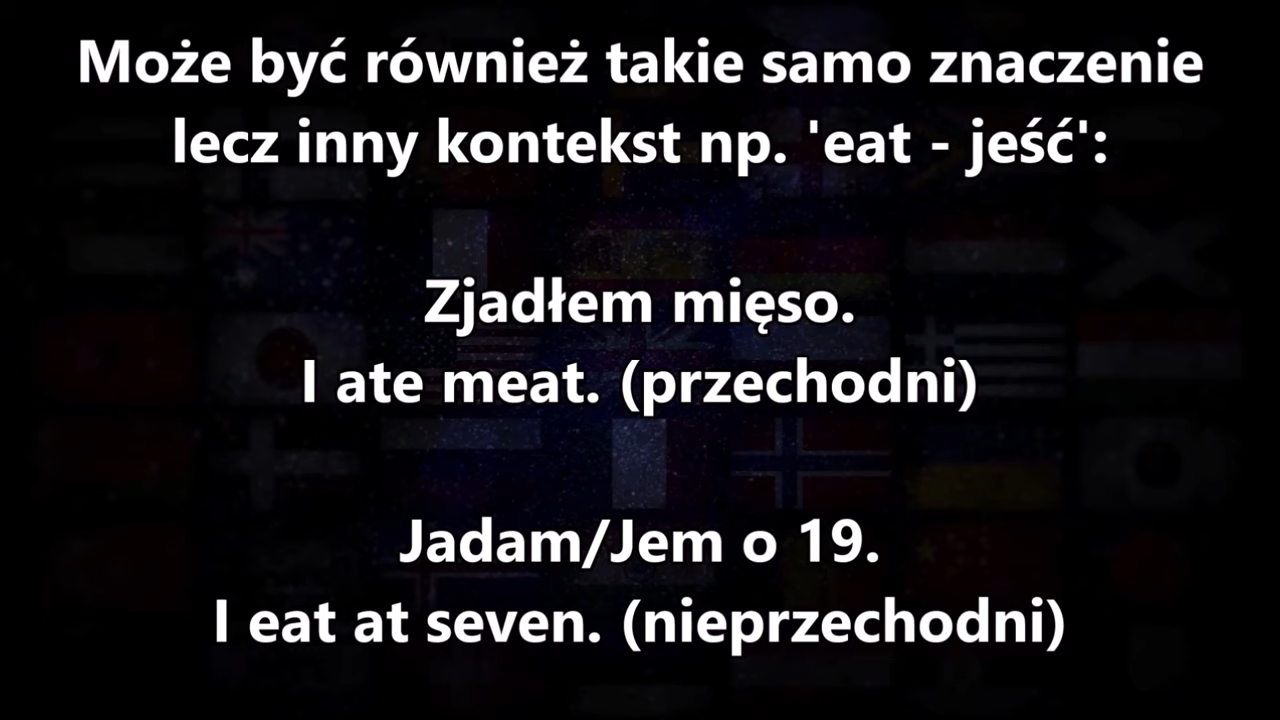 Może być również takie samo znaczenie
lecz inny kontekst np. 'eat - jeść':
Zjadłem mięso.
I ate meat. (przechodni)
Jadam/Jem o 19.
I eat at seven. (nieprzechodni)